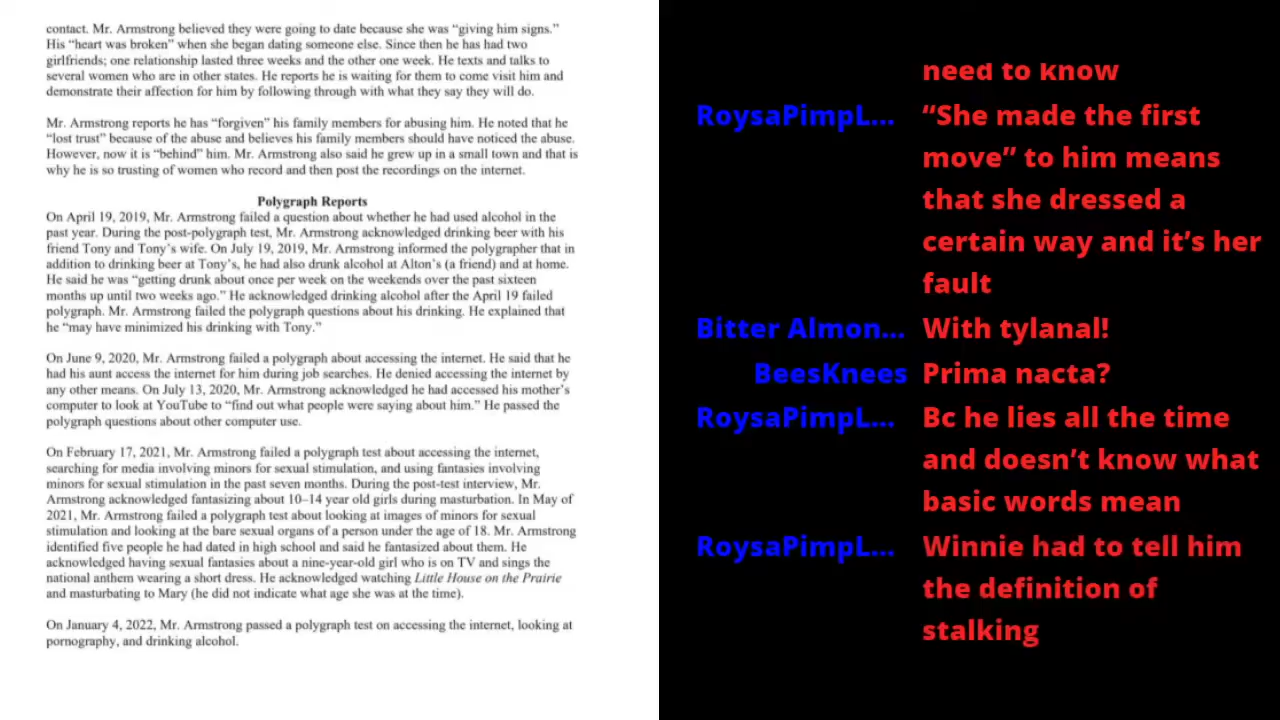 contact. Mr. Armstrong believed they were going to date because she was “giving him signs.”
His “heart was broken” when she began dating someone else. Since then he has had two
girlfriends; one relationship lasted three weeks and the other one week. He texts and talks to
several women who are in other states. He reports he is waiting for them to come visit him and
demonstrate their affection for him by following through with what they say they will do.
Mr. Armstrong reports he has “forgiven” his family members for abusing him. He noted that he
“lost trust” because of the abuse and believes his family members should have noticed the abuse.
However, now it is “behind” him. Mr. Armstrong also said he grew up in a small town and that is
why he is so trusting of women who record and then post the recordings on the internet.
Polygraph Reports
On April 19, 2019, Mr. Armstrong failed a question about whether he had used alcohol in the
past year. During the post-polygraph test, Mr. Armstrong acknowledged drinking beer with his
friend Tony and Tony’s wife. On July 19, 2019, Mr. Armstrong informed the polygrapher that in
addition to drinking beer at Tony’s, he had also drunk alcohol at Alton’s (a friend) and at home.
He said he was “getting drunk about once per week on the weekends over the past sixteen
months up until two weeks ago.” He acknowledged drinking alcohol after the April 19 failed
polygraph. Mr. Armstrong failed the polygraph questions about his drinking. He explained that
he “may have minimized his drinking with Tony.”
On June 9, 2020, Mr. Armstrong failed a polygraph about accessing the internet. He said that he
had his aunt access the internet for him during job searches. He denied accessing the internet by
any other means. On July 13, 2020, Mr. Armstrong acknowledged he had accessed his mother’s
computer to look at YouTube to “find out what people were saying about him.” He passed the
polygraph questions about other computer use.
On February 17, 2021, Mr. Armstrong failed a polygraph test about accessing the internet,
searching for media involving minors for sexual stimulation, and using fantasies involving
minors for sexual stimulation in the past seven months. During the post-test interview, Mr.
Armstrong acknowledged fantasizing about 10–14 year old girls during masturbation. In May of
2021, Mr. Armstrong failed a polygraph test about looking at images of minors for sexual
stimulation and looking at the bare sexual organs of a person under the age of 18. Mr. Armstrong
identified five people he had dated in high school and said he fantasized about them. He
acknowledged having sexual fantasies about a nine-year-old girl who is on TV and sings the
national anthem wearing a short dress. He acknowledged watching Little House on the Prairie
and masturbating to Mary (he did not indicate what age she was at the time).
On January 4, 2022, Mr. Armstrong passed a polygraph test on accessing the internet, looking at
pornography, and drinking alcohol.
need to know
RoysaPimpL... “She made the first
move” to him means
that she dressed a
certain way and it’s her
fault
Bitter Almon... With tylanal!
BeesKnees Prima nacta?
RoysaPimpL... Bc he lies all the time
and doesn’t know what
basic words mean
RoysaPimpL... Winnie had to tell him
the definition of
stalking